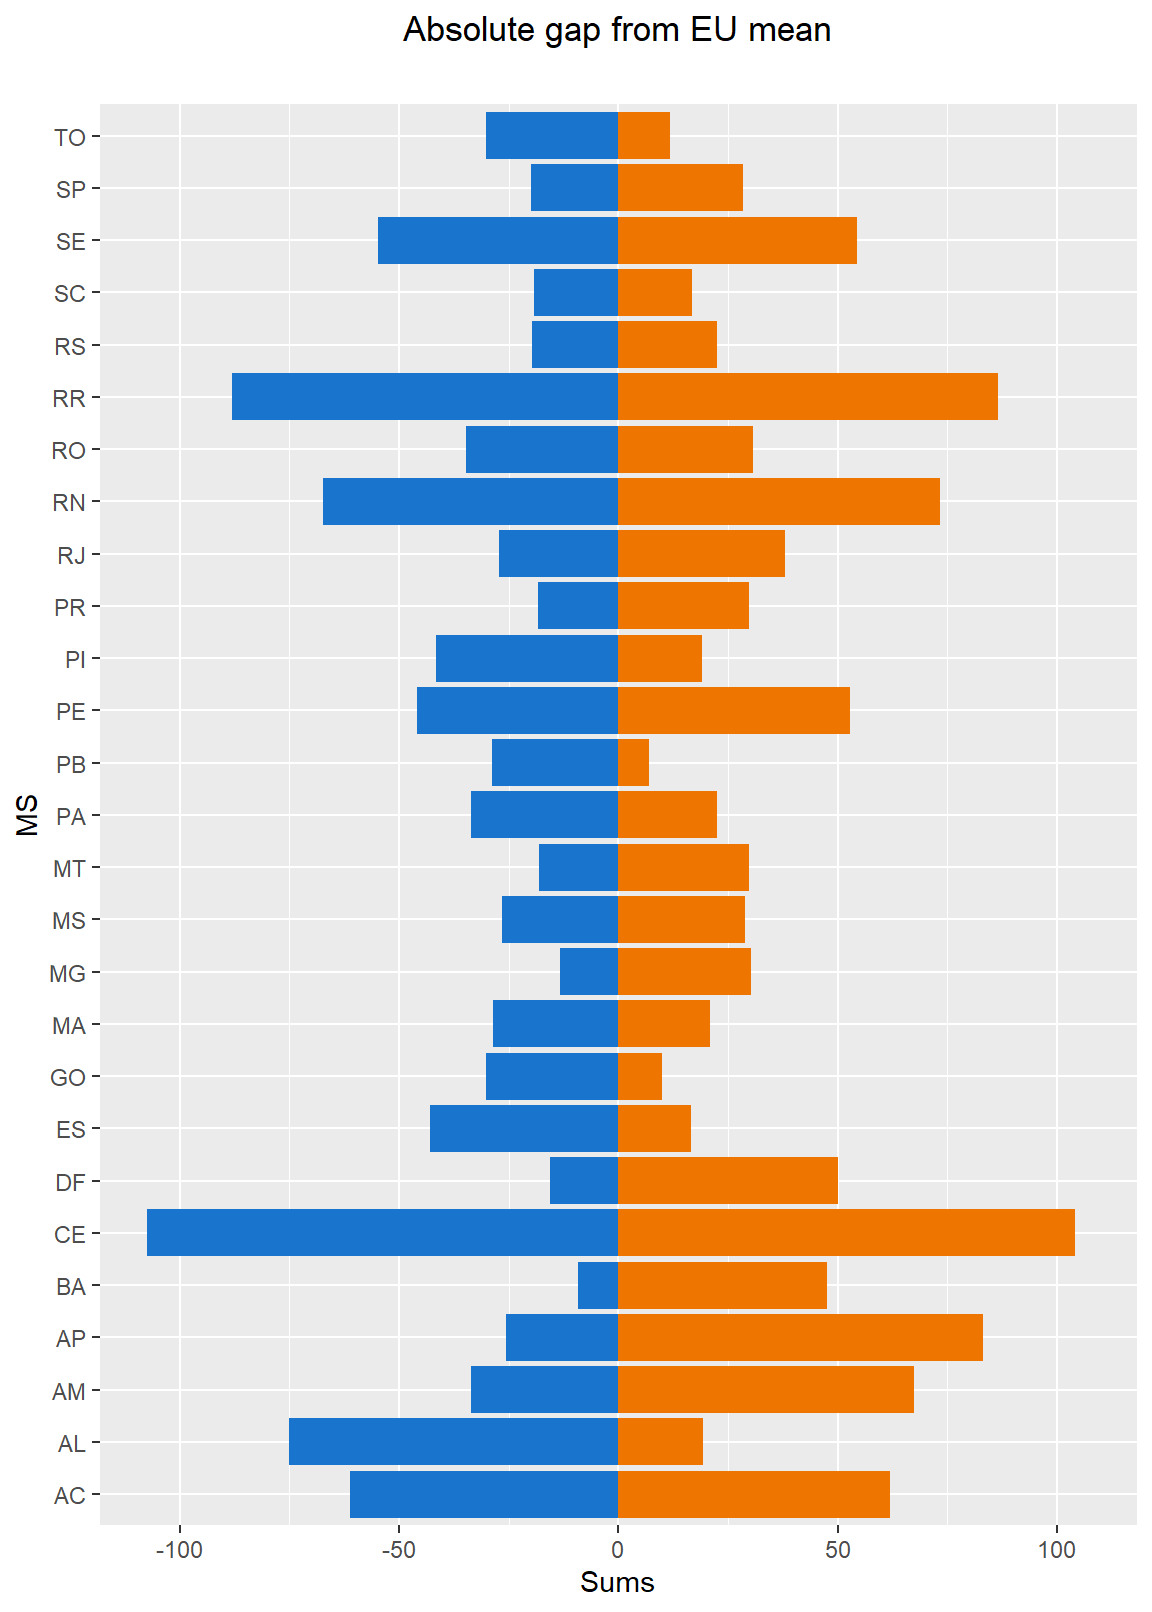 Absolute gap from EU mean
TO
SP
SE
SC
RS
RR
RO
RN
RJ
PR
PI
PE
PB
PA
MT
MS
MG
MA
GO
ES
DF
CE
BA
AP
AM
AL
AC
MS
-100 -50 0 50 100
Sums